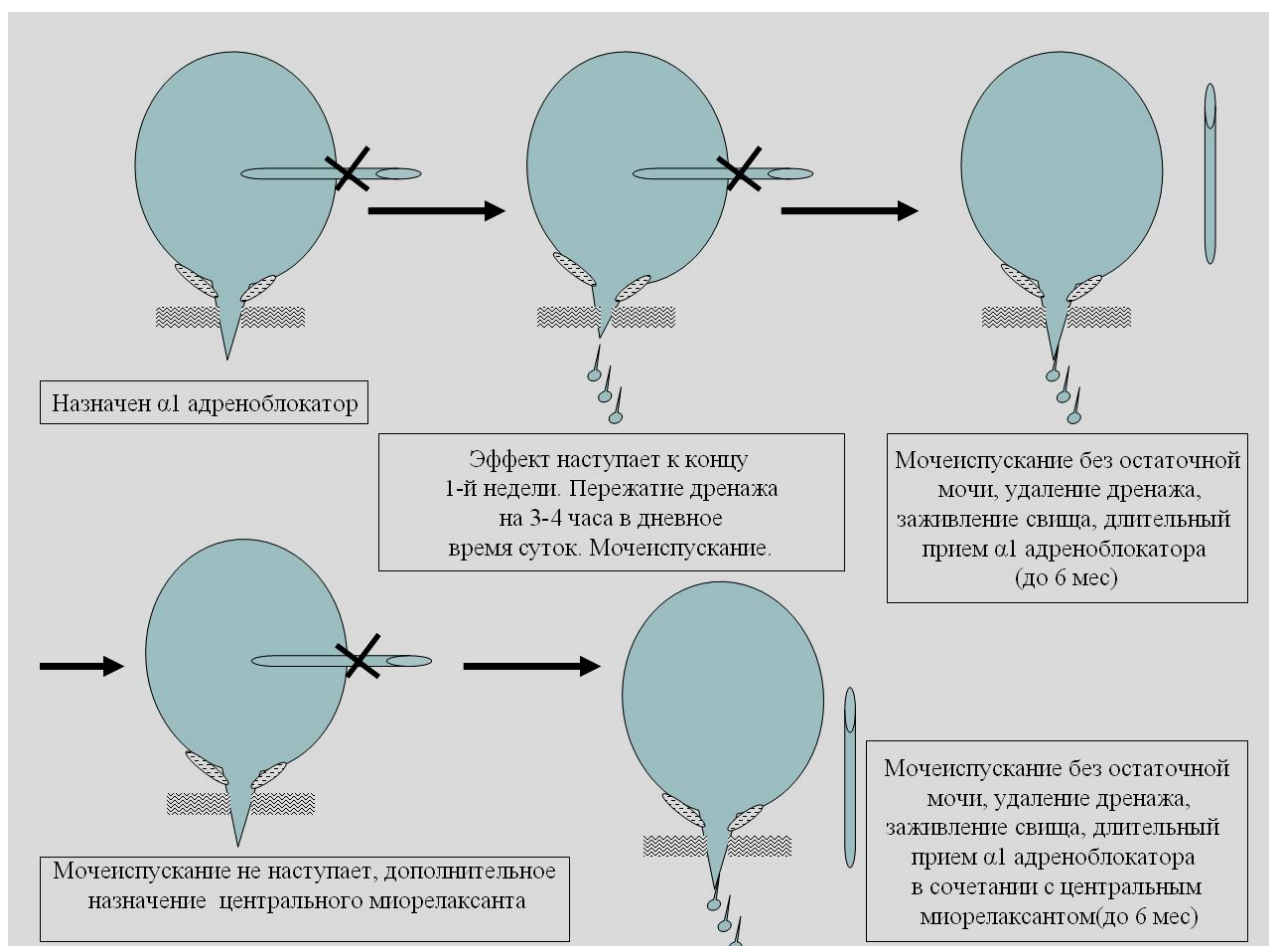 Назначен α1 адреноблокатор
Эффект наступает к концу
1-й недели. Пережатие дренажа
на 3-4 часа в дневное
время суток. Мочеиспускание.
Мочеиспускание без остаточной
мочи, удаление дренажа,
заживление свища, длительный
прием α1 адреноблокатора
(до 6 мес)
Мочеиспускание не наступает, дополнительное
назначение центрального миорелаксанта
Мочеиспускание без остаточной
мочи, удаление дренажа,
заживление свища, длительный
прием α1 адреноблокатора
в сочетании с центральным
миорелаксантом(до 6 мес)